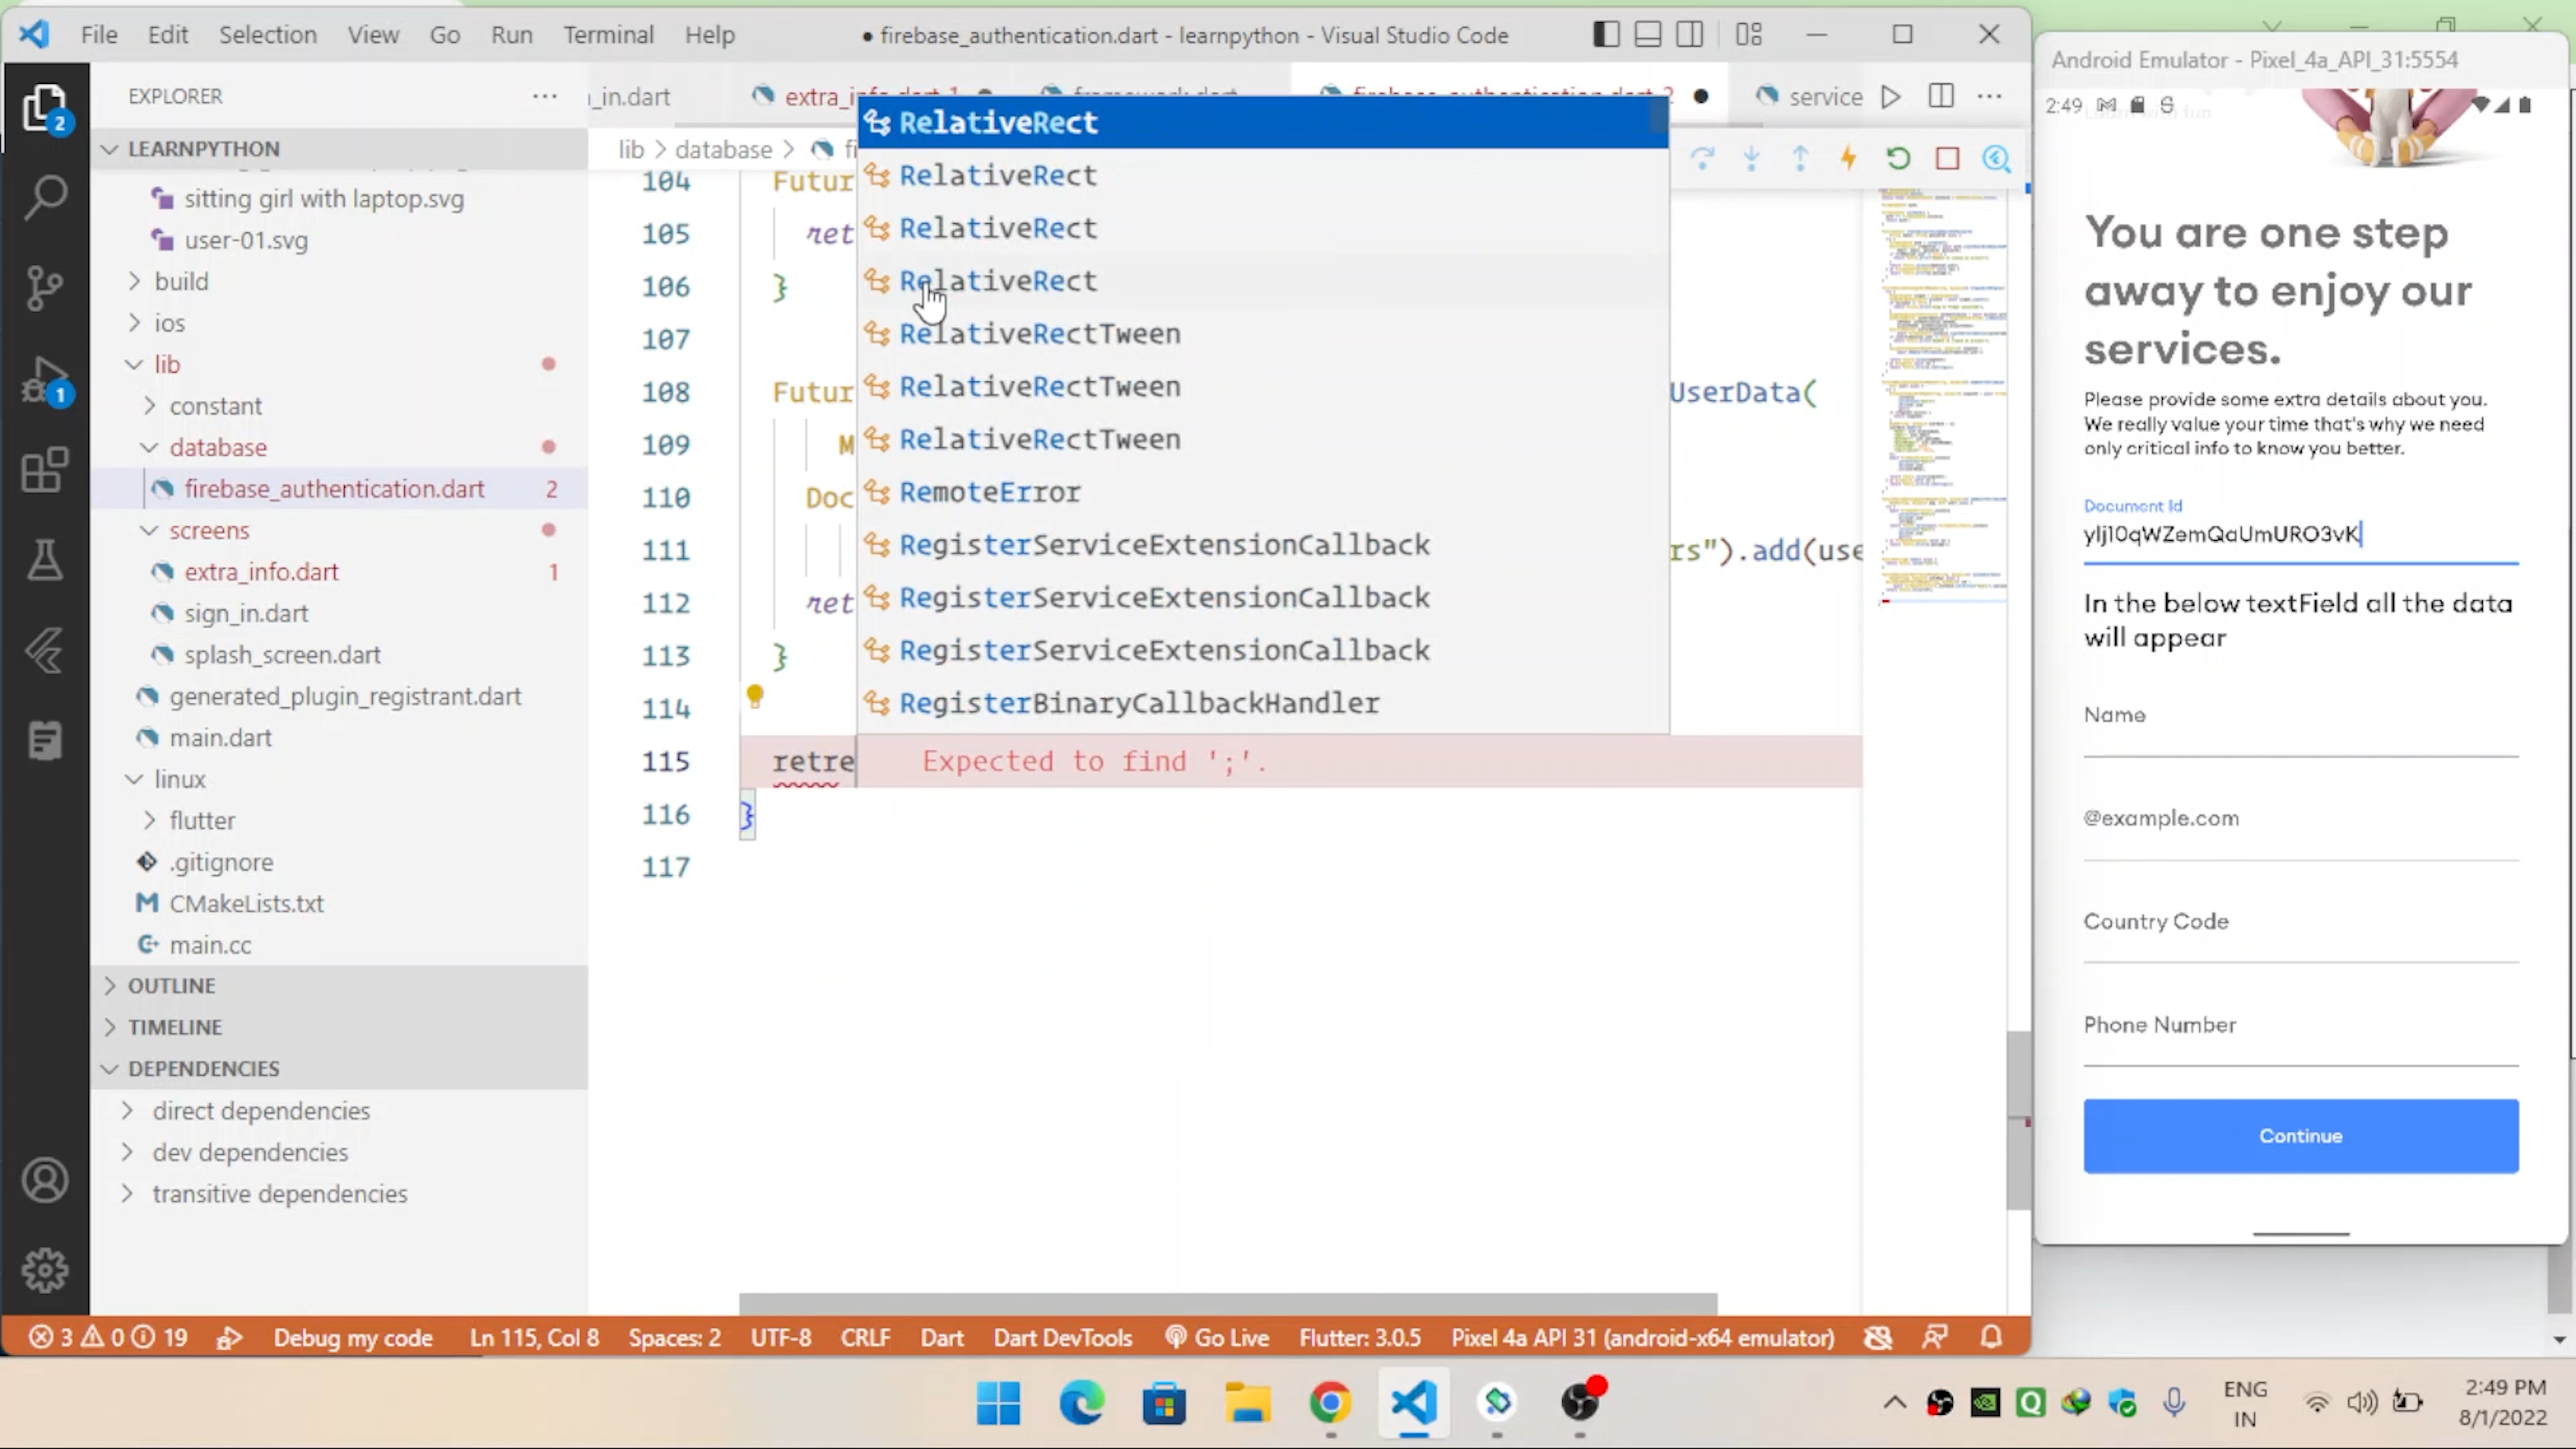 File Edit Selection View Go Run Terminal Help
● firebase_authentication.dart - learnpython - Visual Studio Code
EXPLORER
LEARNPYTHON
sitting girl with laptop.svg
user-01.svg
build
ios
lib
constant
database
firebase_authentication.dart 2
screens
extra_info.dart 1
sign_in.dart
splash_screen.dart
generated_plugin_registrant.dart
main.dart
linux
flutter
.gitignore
CMakeLists.txt
main.cc
OUTLINE
TIMELINE
DEPENDENCIES
direct dependencies
dev dependencies
transitive dependencies
2
1
_in.dart
service
lib > database >
RelativeRect
RelativeRect
RelativeRect
RelativeRect
RelativeRectTween
RelativeRectTween
RelativeRectTween
RemoteError
RegisterServiceExtensionCallback
RegisterServiceExtensionCallback
RegisterServiceExtensionCallback
RegisterBinaryCallbackHandler
104 Futur
105 ret
106 }
107
108 Futur UserData(
109 M
110 Doc
111 rs").add(use
112 ret
113 }
114
115 retre Expected to find ';'.
116 }
117
3 0 19 Debug my code Ln 115, Col 8 Spaces: 2 UTF-8 CRLF Dart Dart DevTools Go Live Flutter: 3.0.5 Pixel 4a API 31 (android-x64 emulator)
Android Emulator - Pixel_4a_API_31:5554
2:49
You are one step
away to enjoy our
services.
Please provide some extra details about you.
We really value your time that's why we need
only critical info to know you better.
Document Id
yljl0qWZemQaUmURO3vK
In the below textField all the data
will appear
Name
@example.com
Country Code
Phone Number
Continue
ENG
IN
2:49 PM
8/1/2022